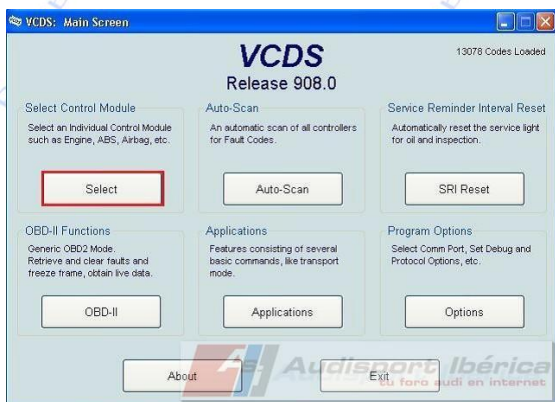 VCDS: Main Screen
VCDS
Release 908.0
13078 Codes Loaded
Select Control Module
Select an Individual Control Module
such as Engine, ABS, Airbag, etc.
Select
Auto-Scan
An automatic scan of all controllers
for Fault Codes.
Auto-Scan
Service Reminder Interval Reset
Automatically reset the service light
for oil and inspection.
SRI Reset
OBD-II Functions
Generic OBD2 Mode.
Retrieve and clear faults and
freeze frame, obtain live data.
OBD-II
Applications
Features consisting of several
basic commands, like transport
mode.
Applications
Program Options
Select Comm Port, Set Debug and
Protocol Options, etc.
Options
About
Exit
Audisport Ibérica
tu foro audi en internet